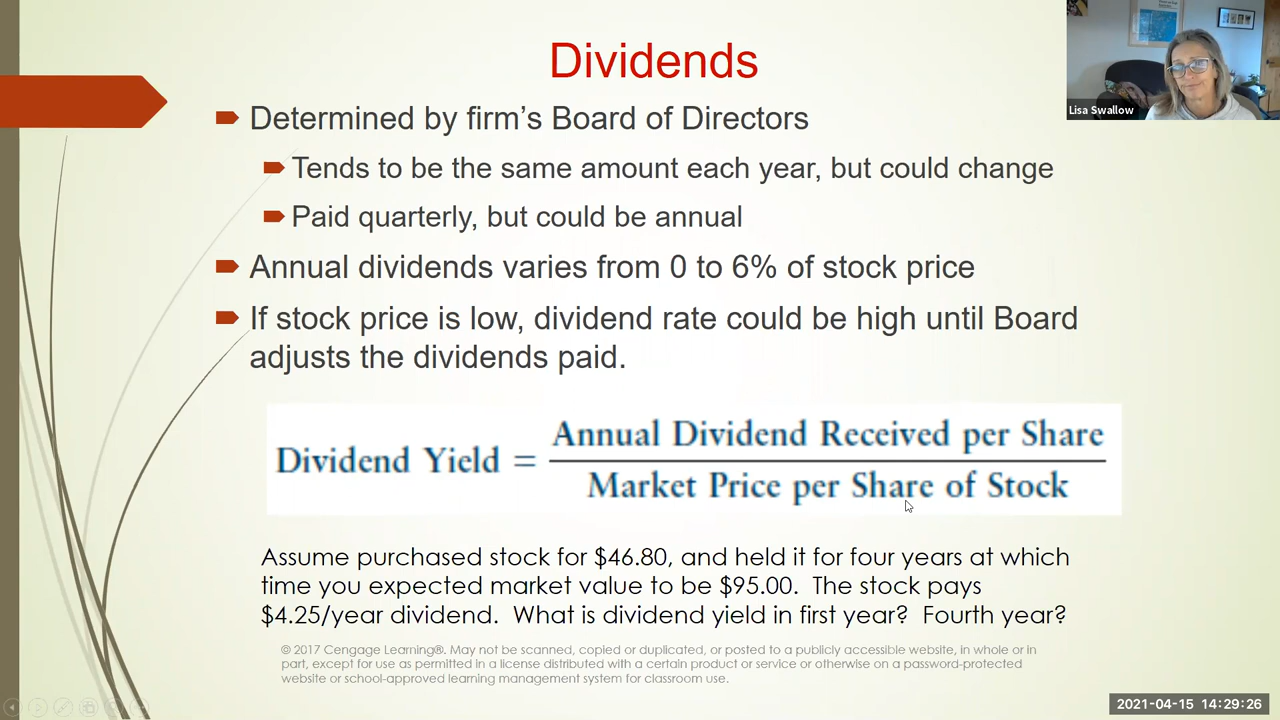 Dividends
Lisa Swallow
Determined by firm's Board of Directors
Tends to be the same amount each year, but could change
Paid quarterly, but could be annual
Annual dividends varies from 0 to 6% of stock price
If stock price is low, dividend rate could be high until Board
adjusts the dividends paid.
Dividend Yield = Annual Dividend Received per Share
Market Price per Share of Stock
Assume purchased stock for $46.80, and held it for four years at which
time you expected market value to be $95.00. The stock pays
$4.25/year dividend. What is dividend yield in first year? Fourth year?
© 2017 Cengage Learning®. May not be scanned, copied or duplicated, or posted to a publicly accessible website, in whole or in
part, except for use as permitted in a license distributed with a certain product or service or otherwise on a password-protected
website or school-approved learning management system for classroom use.
2021-04-15 14:29:26